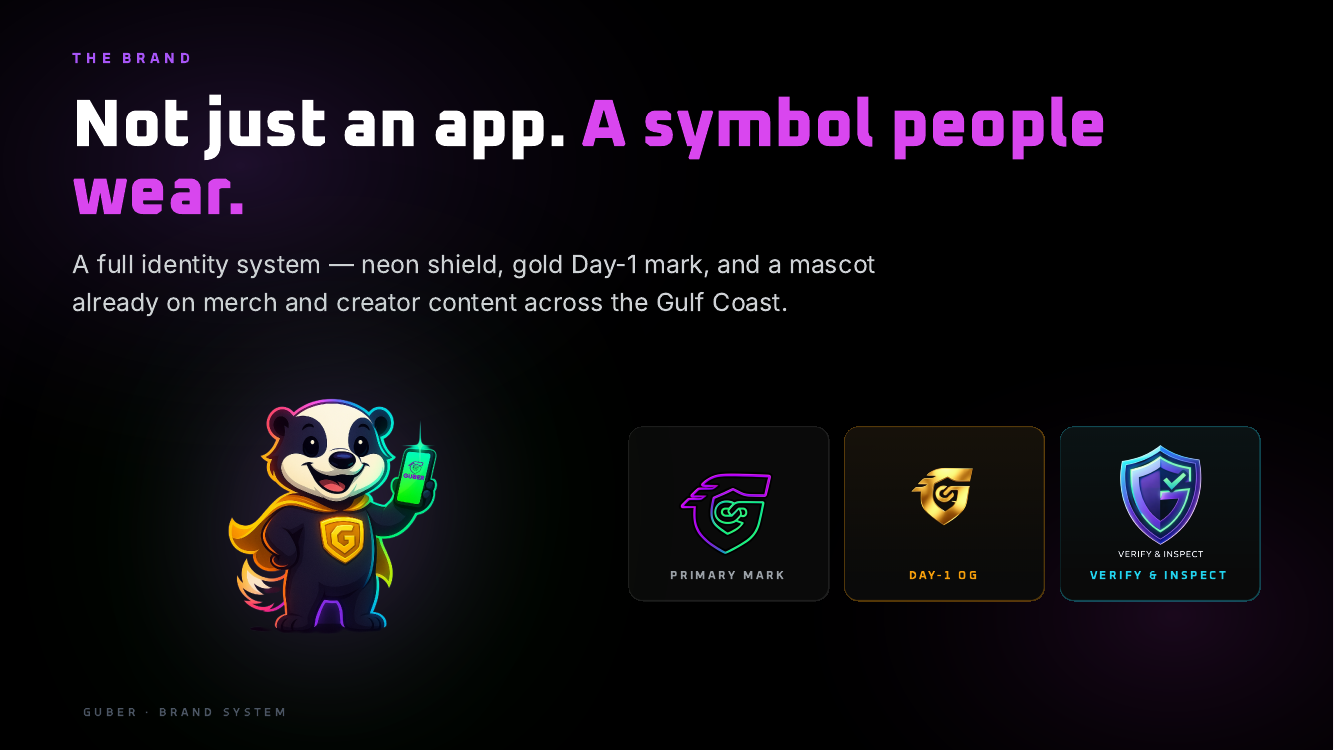 THE BRAND
Not just an app. A symbol people
wear.
A full identity system — neon shield, gold Day-1 mark, and a mascot
already on merch and creator content across the Gulf Coast.
GUBER
G
VERIFY & INSPECT
PRIMARY MARK
DAY-1 OG
VERIFY & INSPECT
GUBER · BRAND SYSTEM